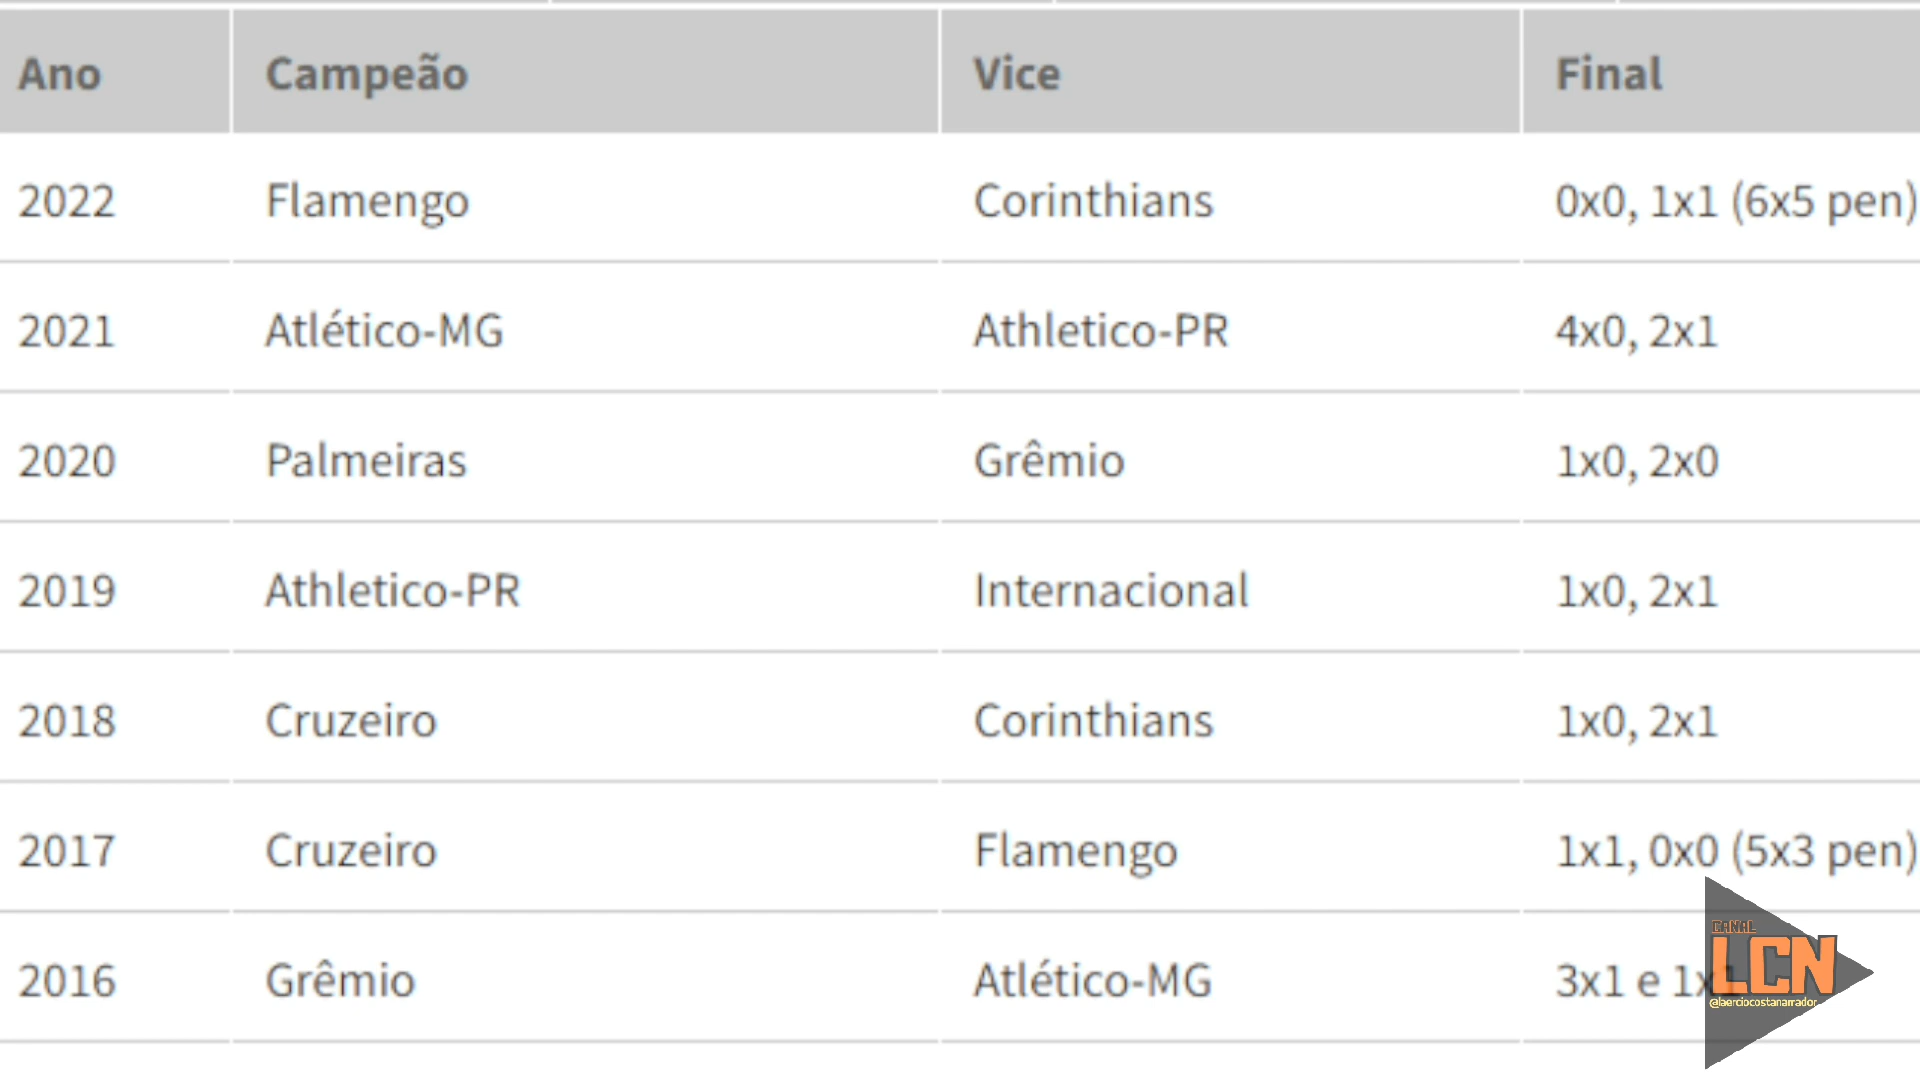 Ano Campeão Vice Final
2022 Flamengo Corinthians 0x0, 1x1 (6x5 pen)
2021 Atlético-MG Athletico-PR 4x0, 2x1
2020 Palmeiras Grêmio 1x0, 2x0
2019 Athletico-PR Internacional 1x0, 2x1
2018 Cruzeiro Corinthians 1x0, 2x1
2017 Cruzeiro Flamengo 1x1, 0x0 (5x3 pen)
2016 Grêmio Atlético-MG 3x1 e 1x1
CANAL
LCN
@laerciocostanarrador